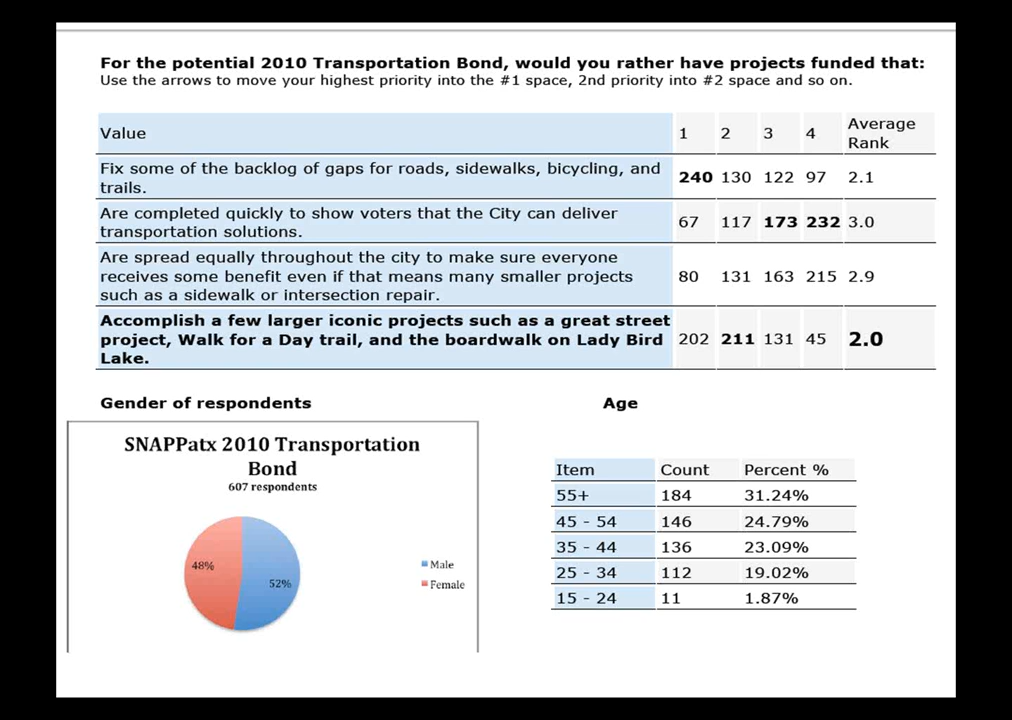 For the potential 2010 Transportation Bond, would you rather have projects funded that:
Use the arrows to move your highest priority into the #1 space, 2nd priority into #2 space and so on.
Value 1 2 3 4 Average Rank
Fix some of the backlog of gaps for roads, sidewalks, bicycling, and
trails.
240 130 122 97 2.1
Are completed quickly to show voters that the City can deliver
transportation solutions.
67 117 173 232 3.0
Are spread equally throughout the city to make sure everyone
receives some benefit even if that means many smaller projects
such as a sidewalk or intersection repair.
80 131 163 215 2.9
Accomplish a few larger iconic projects such as a great street
project, Walk for a Day trail, and the boardwalk on Lady Bird
Lake.
202 211 131 45 2.0
Gender of respondents
SNAPPatx 2010 Transportation
Bond
607 respondents
48%
52%
Male
Female
Age
Item Count Percent %
55+ 184 31.24%
45 - 54 146 24.79%
35 - 44 136 23.09%
25 - 34 112 19.02%
15 - 24 11 1.87%